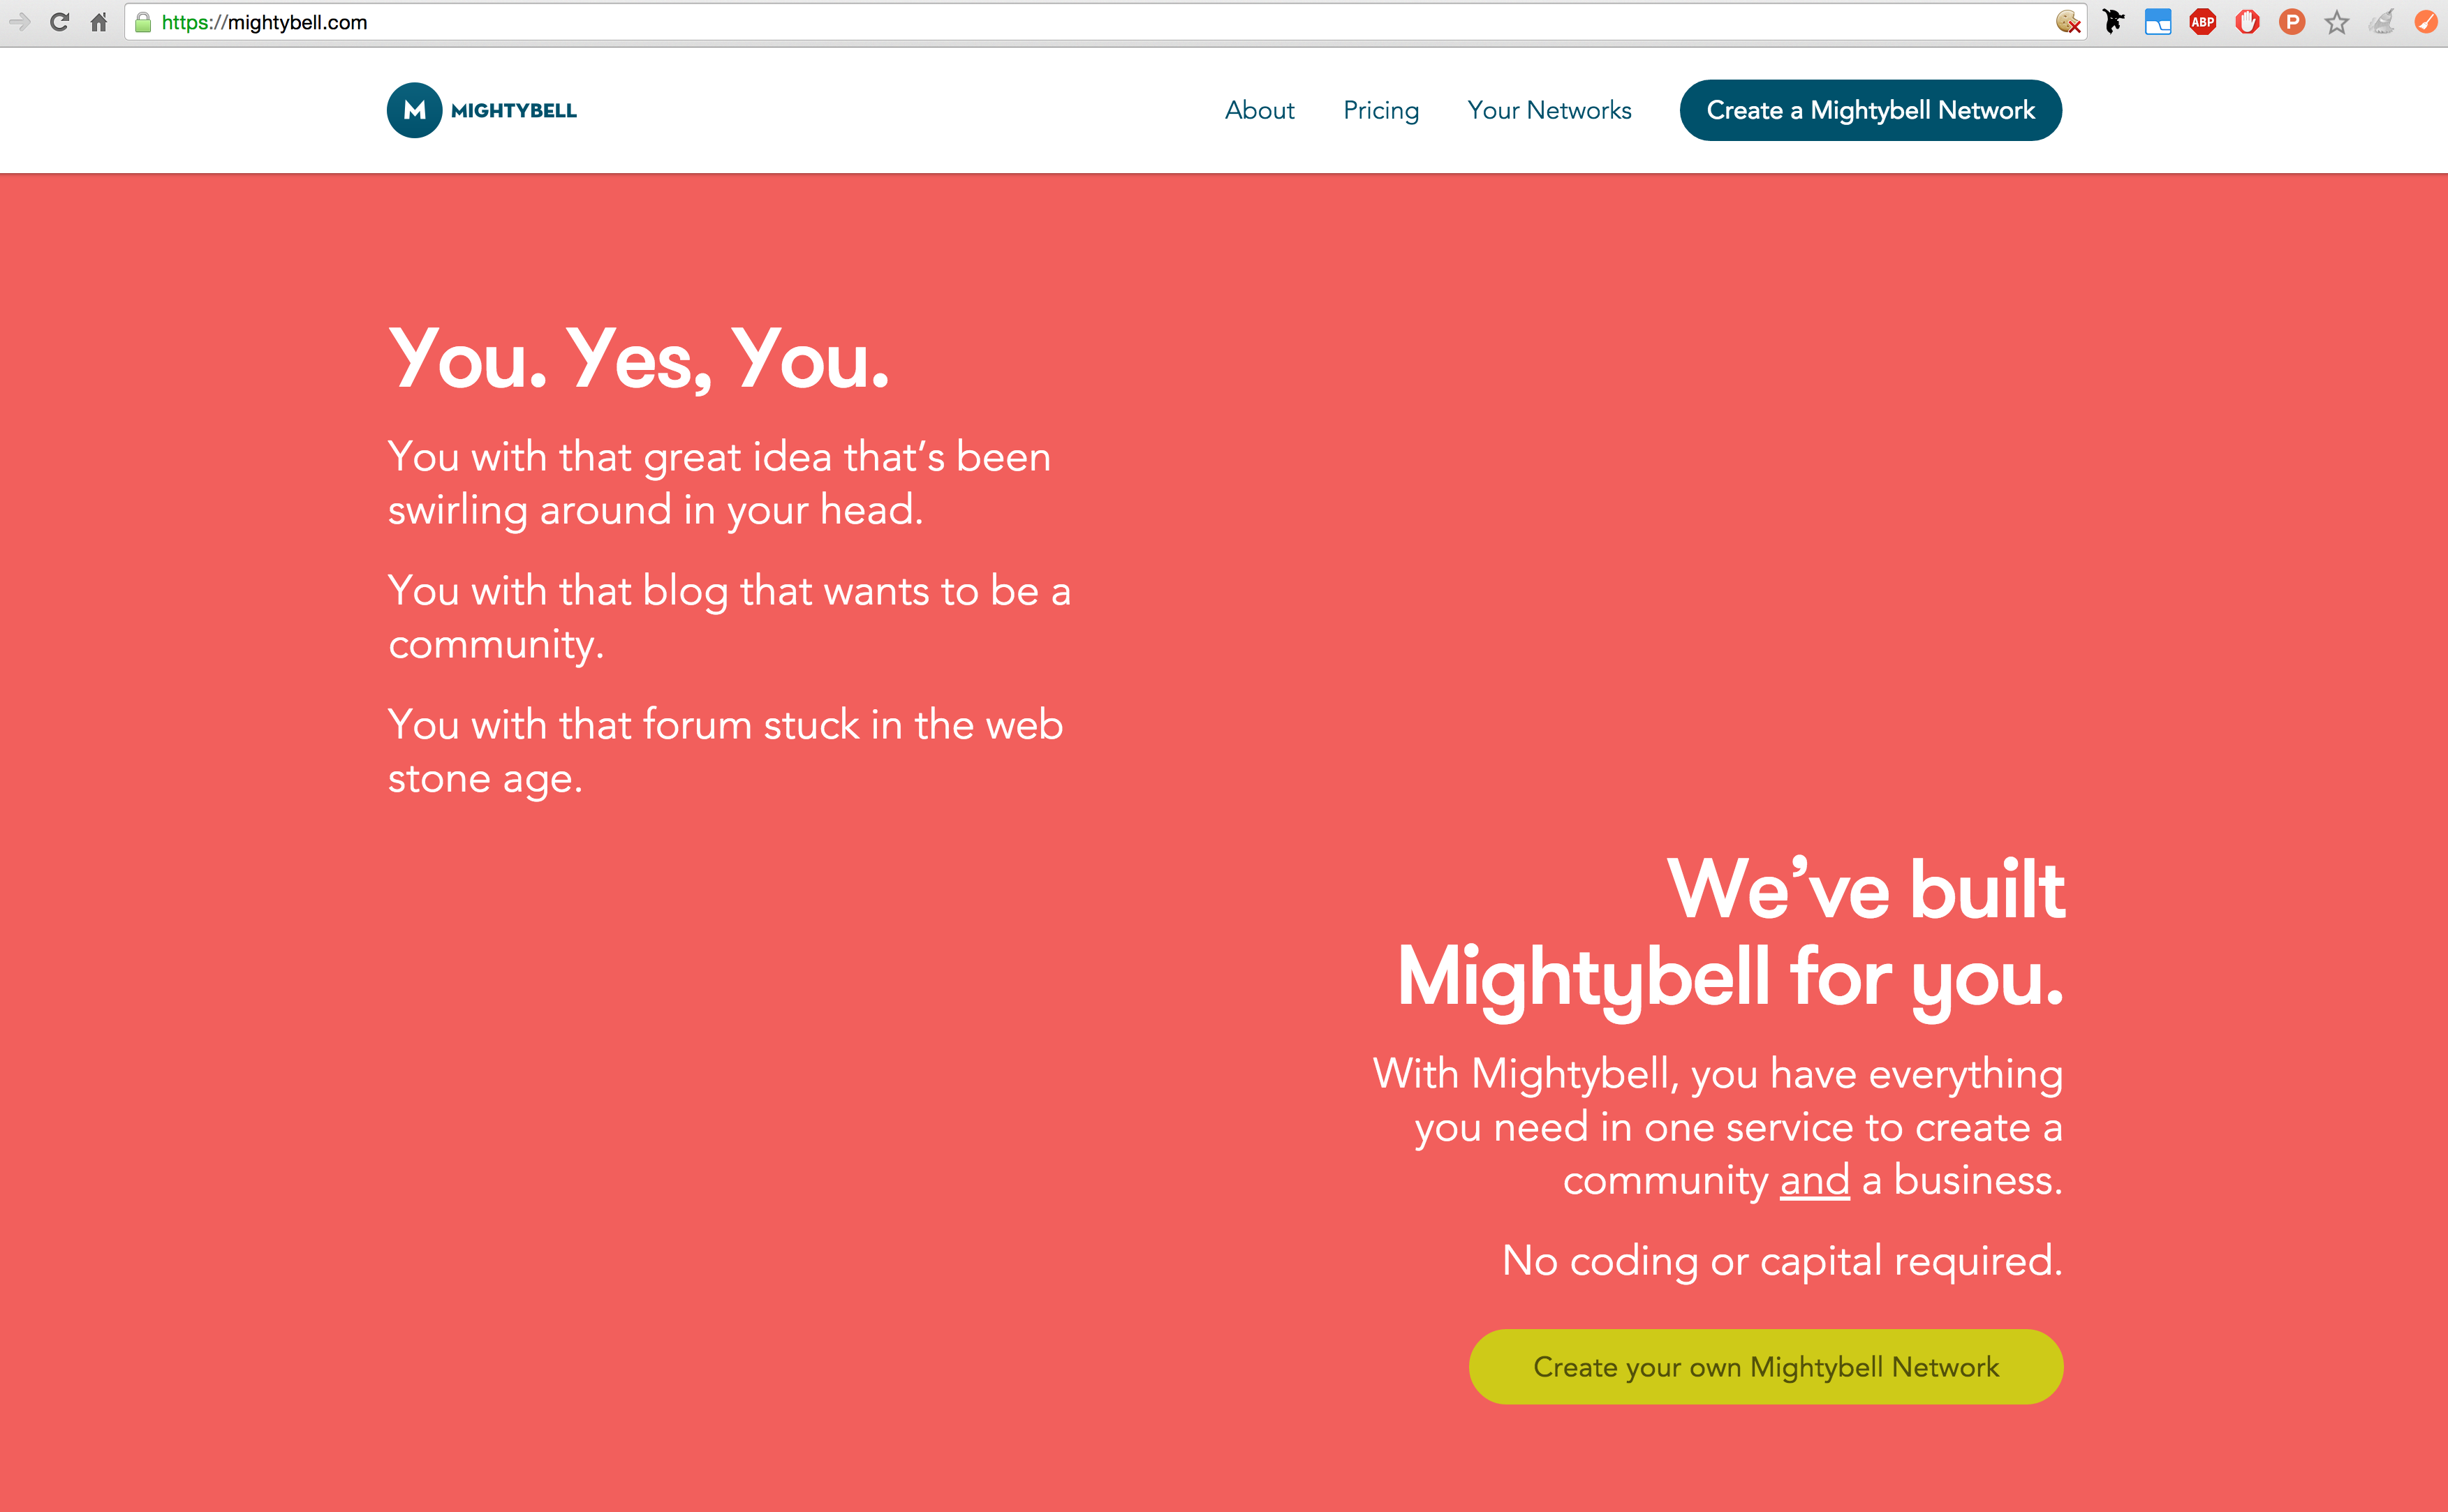 https://mightybell.com
ABP
P
M MIGHTYBELL
About Pricing Your Networks Create a Mightybell Network
You. Yes, You.
You with that great idea that’s been
swirling around in your head.
You with that blog that wants to be a
community.
You with that forum stuck in the web
stone age.
We’ve built
Mightybell for you.
With Mightybell, you have everything
you need in one service to create a
community and a business.
No coding or capital required.
Create your own Mightybell Network